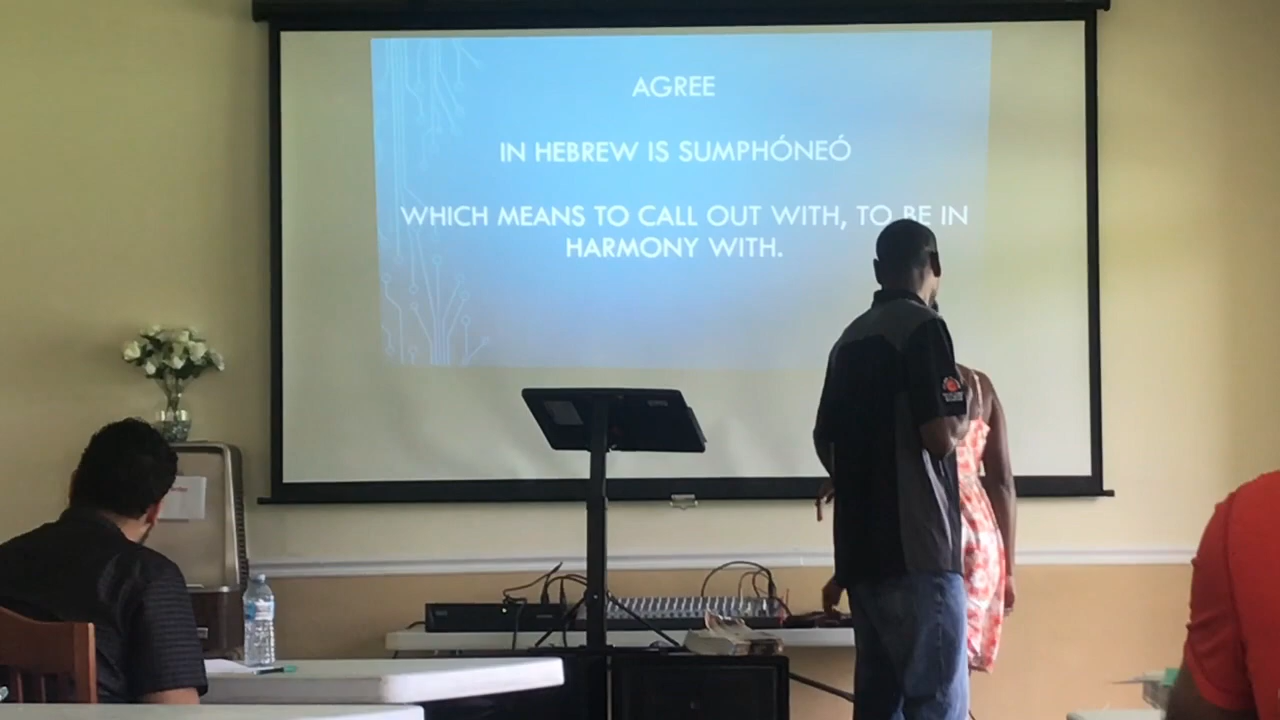 AGREE
IN HEBREW IS SUMPHÓNEÓ
WHICH MEANS TO CALL OUT WITH, TO BE IN
HARMONY WITH.